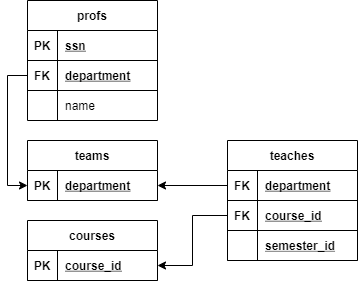 profs
PK ssn
FK department
name
teams
PK department
courses
PK course_id
teaches
FK department
FK course_id
semester_id